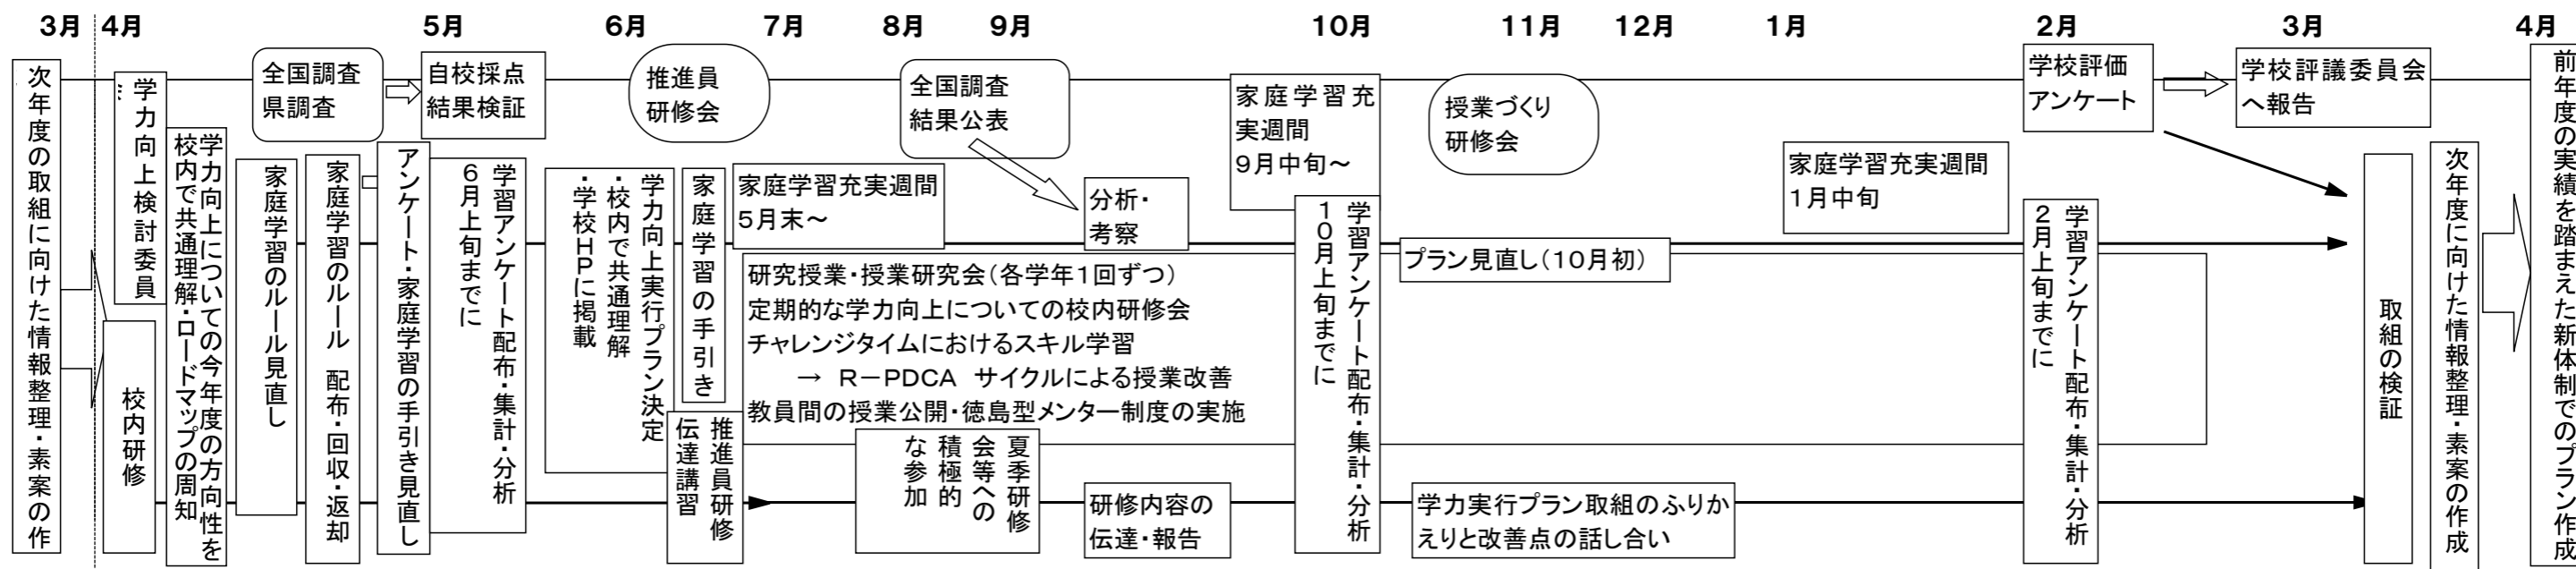 3月
4月
5月
6月
7月
8月
9月
10月
11月
12月
1月
2月
3月
4月
次年度の取組に向けた情報整理・素案の作
学力向上検討委員
校内研修
学力向上についての今年度の方向性を
校内で共通理解・ロードマップの周知
全国調査
県調査
家庭学習のルール見直し
家庭学習のルール 配布・回収・返却
自校採点
結果検証
アンケート・家庭学習の手引き見直し
学習アンケート配布・集計・分析
6月上旬までに
推進員
研修会
学力向上実行プラン決定
・校内で共通理解
・学校HPに掲載
家庭学習の手引き
推進員研修
伝達講習
家庭学習充実週間
5月末~
全国調査
結果公表
分析・
考察
研究授業・授業研究会(各学年1回ずつ)
定期的な学力向上についての校内研修会
チャレンジタイムにおけるスキル学習
→ R-PDCA サイクルによる授業改善
教員間の授業公開・徳島型メンター制度の実施
夏季研修
会等への
積極的
な参加
研修内容の
伝達・報告
家庭学習充
実週間
9月中旬~
学習アンケート配布・集計・分析
10月上旬までに
授業づくり
研修会
プラン見直し(10月初)
学力実行プラン取組のふりか
えりと改善点の話し合い
家庭学習充実週間
1月中旬
学校評価
アンケート
学習アンケート配布・集計・分析
2月上旬までに
学校評議委員会
へ報告
取組の検証
次年度に向けた情報整理・素案の作成
前年度の実績を踏まえた新体制でのプラン作成